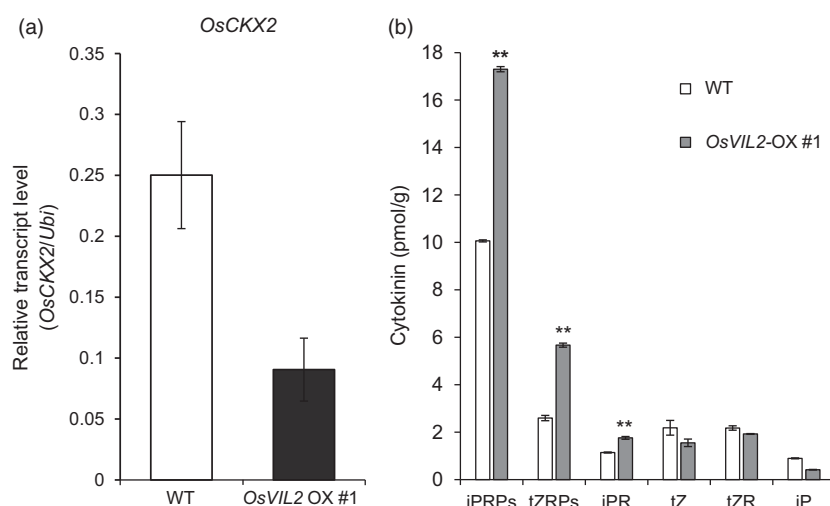 (a)
OsCKX2
Relative transcript level
(OsCKX2/Ubi)
0.35
0.3
0.25
0.2
0.15
0.1
0.05
0
WT
OsVIL2 OX #1
(b)
Cytokinin (pmol/g)
18
16
14
12
10
8
6
4
2
0
**
**
**
WT
OsVIL2-OX #1
iPRPs
tZRPs
iPR
tZ
tZR
iP